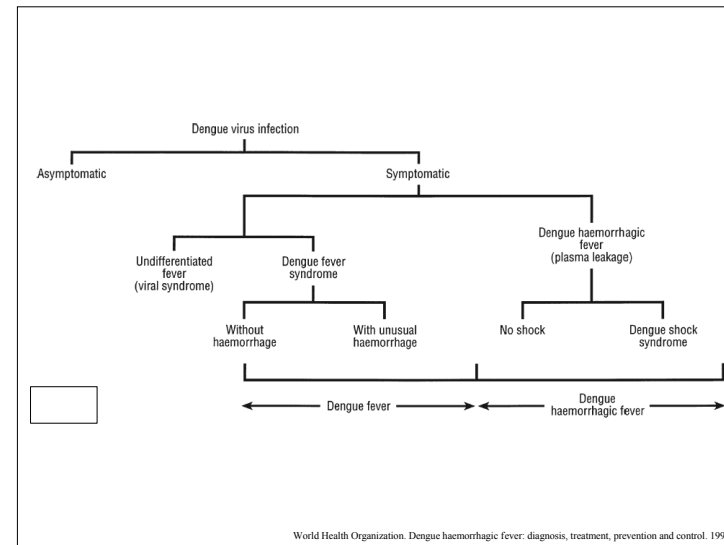 Dengue virus infection
Asymptomatic
Symptomatic
Undifferentiated
fever
(viral syndrome)
Dengue fever
syndrome
Dengue haemorrhagic
fever
(plasma leakage)
Without
haemorrhage
With unusual
haemorrhage
No shock
Dengue shock
syndrome
Dengue fever
Dengue
haemorrhagic fever
World Health Organization. Dengue haemorrhagic fever: diagnosis, treatment, prevention and control.